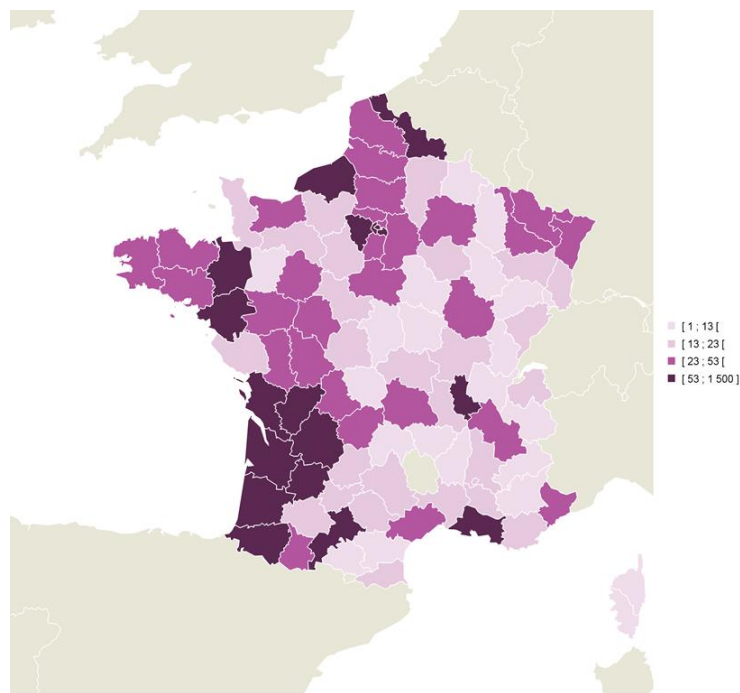 [ 1 ; 13 [
[ 13 ; 23 [
[ 23 ; 53 [
[ 53 ; 1 500 ]